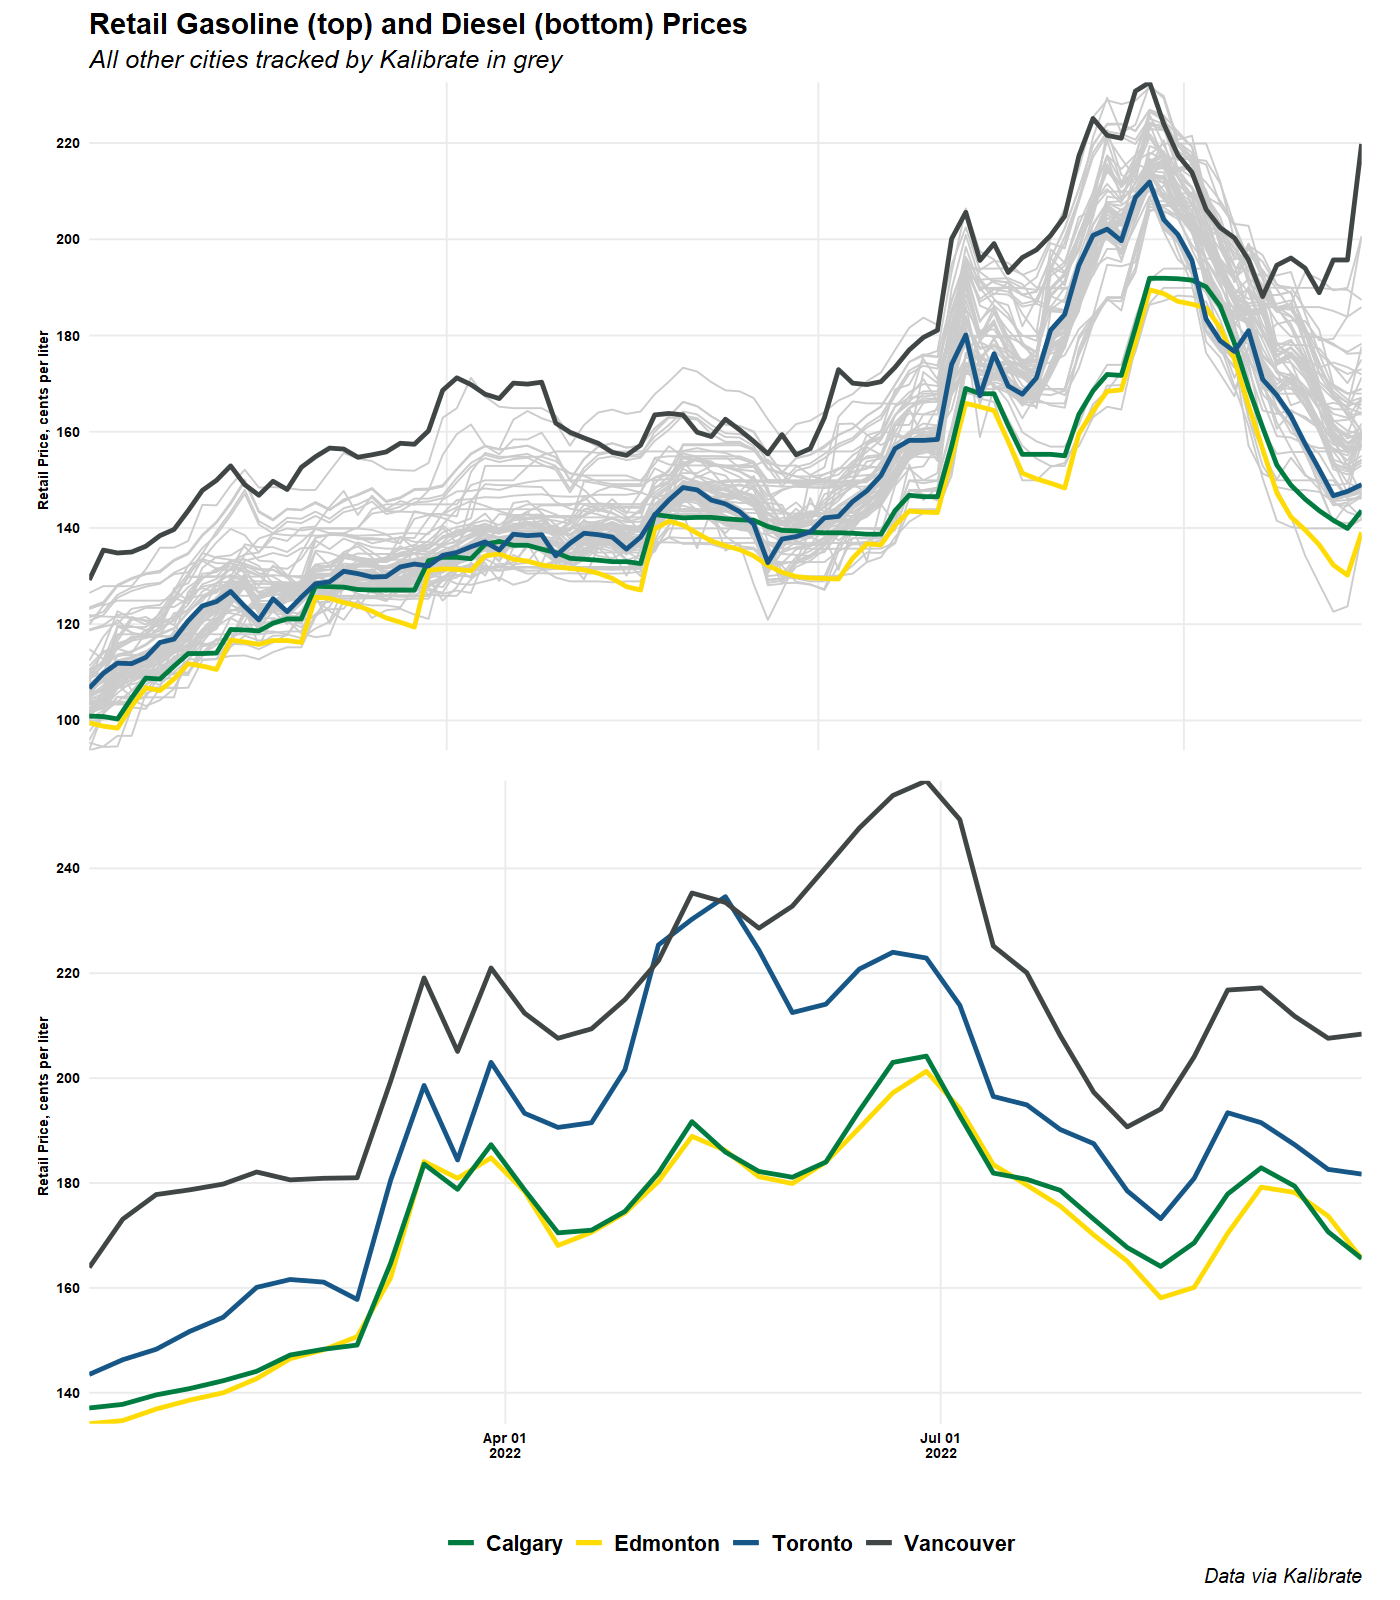 Retail Gasoline (top) and Diesel (bottom) Prices
All other cities tracked by Kalibrate in grey
Retail Price, cents per liter
220
200
180
160
140
120
100
Retail Price, cents per liter
240
220
200
180
160
140
Apr 01
2022
Jul 01
2022
Calgary Edmonton Toronto Vancouver
Data via Kalibrate